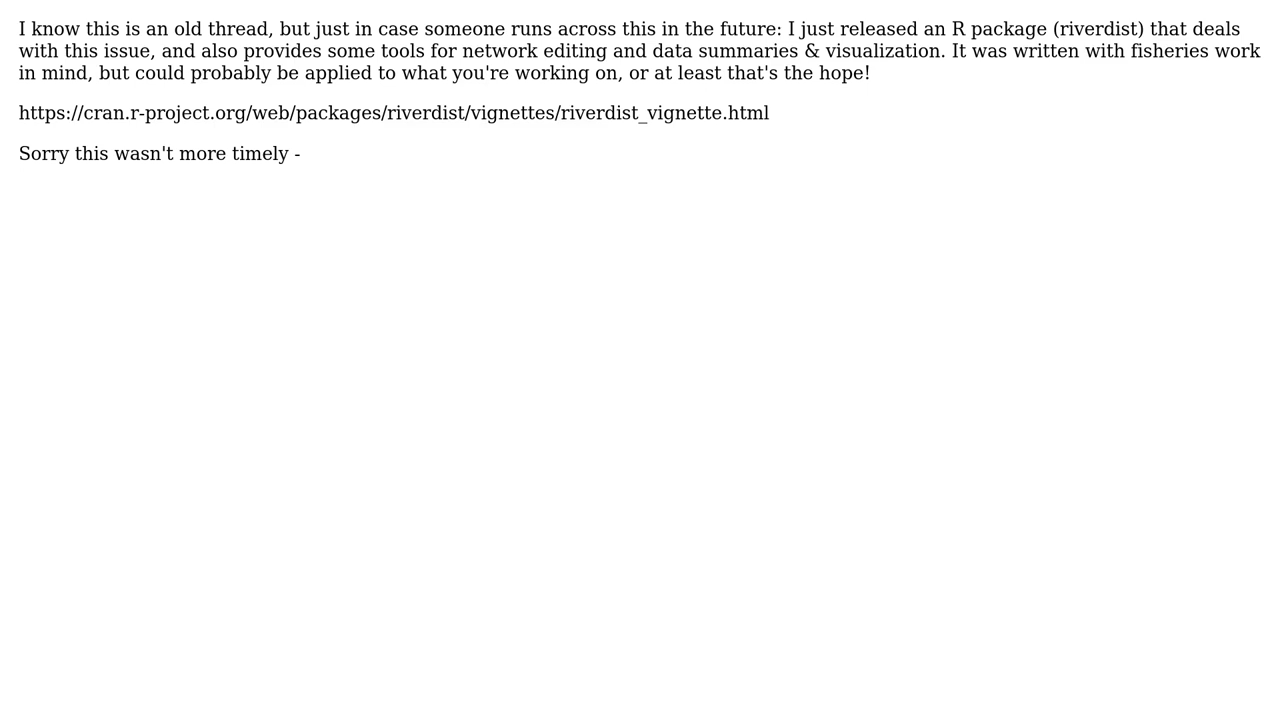 I know this is an old thread, but just in case someone runs across this in the future: I just released an R package (riverdist) that deals
with this issue, and also provides some tools for network editing and data summaries & visualization. It was written with fisheries work
in mind, but could probably be applied to what you're working on, or at least that's the hope!
https://cran.r-project.org/web/packages/riverdist/vignettes/riverdist_vignette.html
Sorry this wasn't more timely -